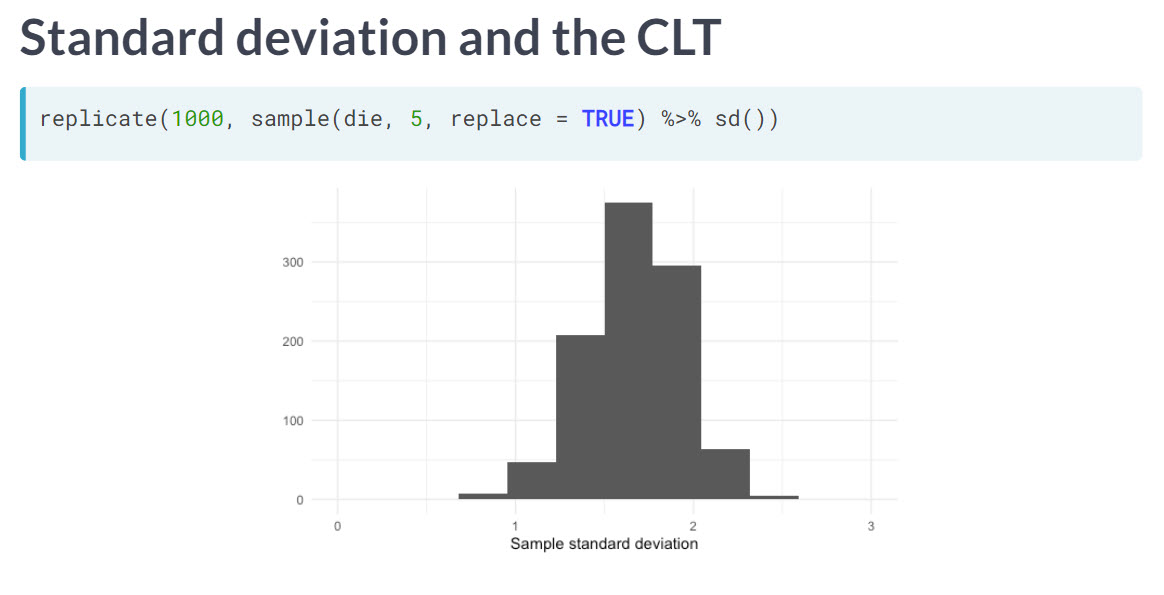 Standard deviation and the CLT
replicate(1000, sample(die, 5, replace = TRUE) %>% sd())
300
200
100
0
0 1 2 3
Sample standard deviation